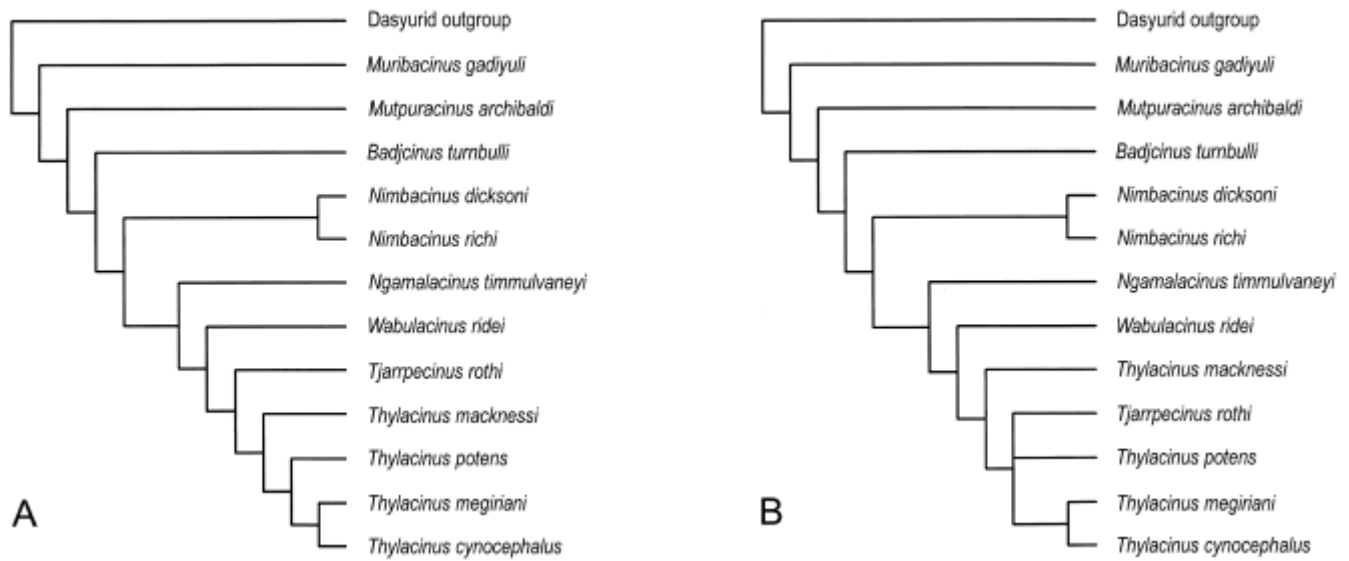 Dasyurid outgroup
Muribacinus gadiyuli
Mutpuracinus archibaldi
Badjcinus turnbulli
Nimbacinus dicksoni
Nimbacinus richi
Ngamalacinus timmulvaneyi
Wabulacinus ridei
Tjarrpecinus rothi
Thylacinus macknessi
Thylacinus potens
Thylacinus megiriani
Thylacinus cynocephalus
A
Dasyurid outgroup
Muribacinus gadiyuli
Mutpuracinus archibaldi
Badjcinus turnbulli
Nimbacinus dicksoni
Nimbacinus richi
Ngamalacinus timmulvaneyi
Wabulacinus ridei
Thylacinus macknessi
Tjarrpecinus rothi
Thylacinus potens
Thylacinus megiriani
Thylacinus cynocephalus
B